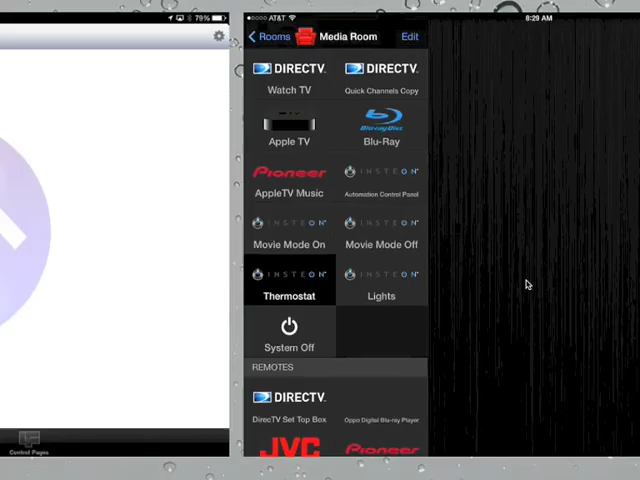 79%
AT&T
8:29 AM
Rooms
Media Room
Edit
DIRECTV.
DIRECTV.
Watch TV
Quick Channels Copy
Apple TV
Blu-ray Disc
Blu-Ray
Pioneer
INSTEON
AppleTV Music
Automation Control Panel
INSTEON
INSTEON
Movie Mode On
Movie Mode Off
INSTEON
INSTEON
Thermostat
Lights
System Off
REMOTES
DIRECTV.
DirecTV Set Top Box
Oppo Digital Blu-ray Player
JVC
Pioneer
Control Pages